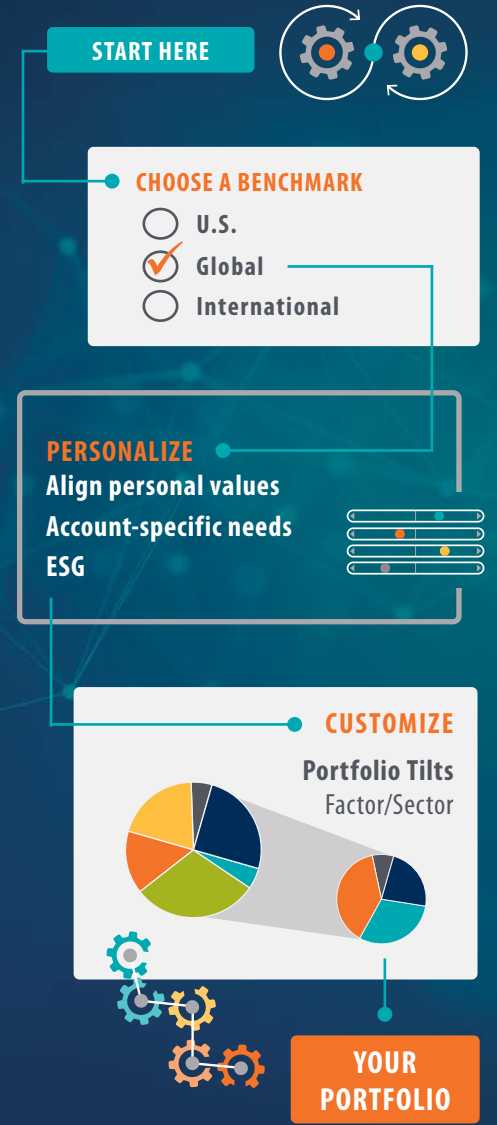 START HERE
CHOOSE A BENCHMARK
U.S.
Global
International
PERSONALIZE
Align personal values
Account-specific needs
ESG
CUSTOMIZE
Portfolio Tilts
Factor/Sector
YOUR
PORTFOLIO